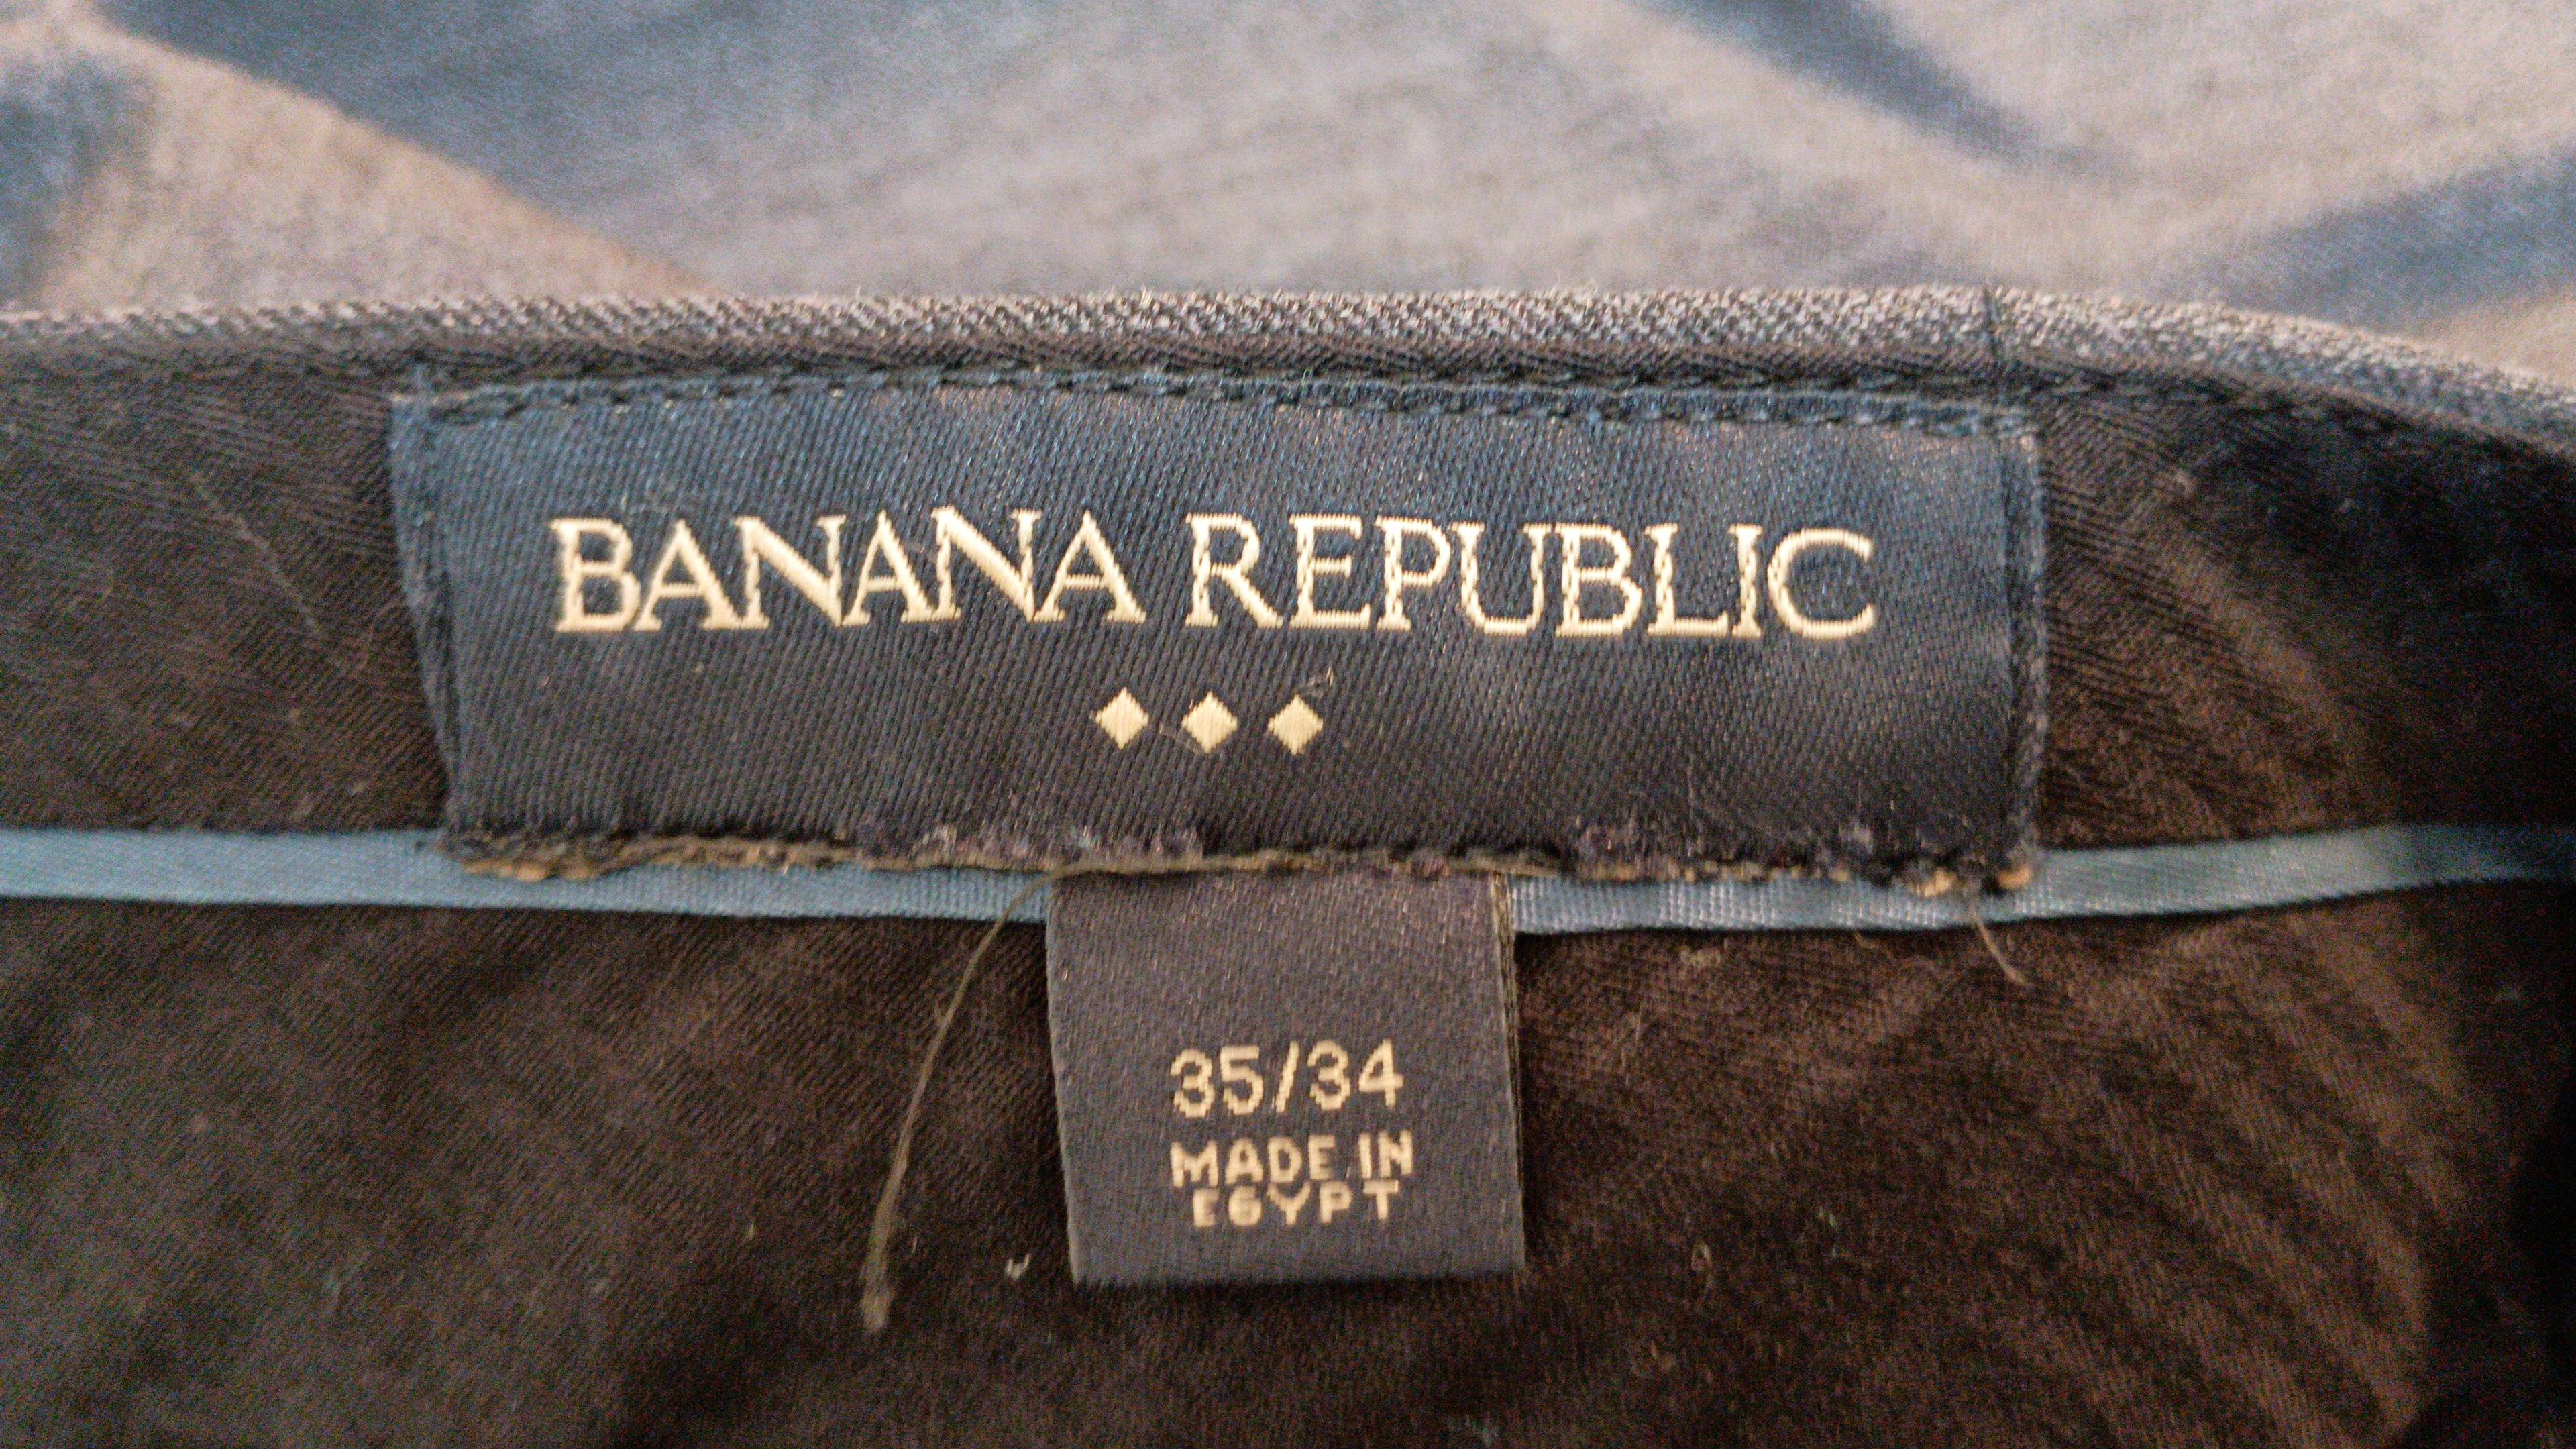 BANANA REPUBLIC
35/34
MADE IN
EGYPT